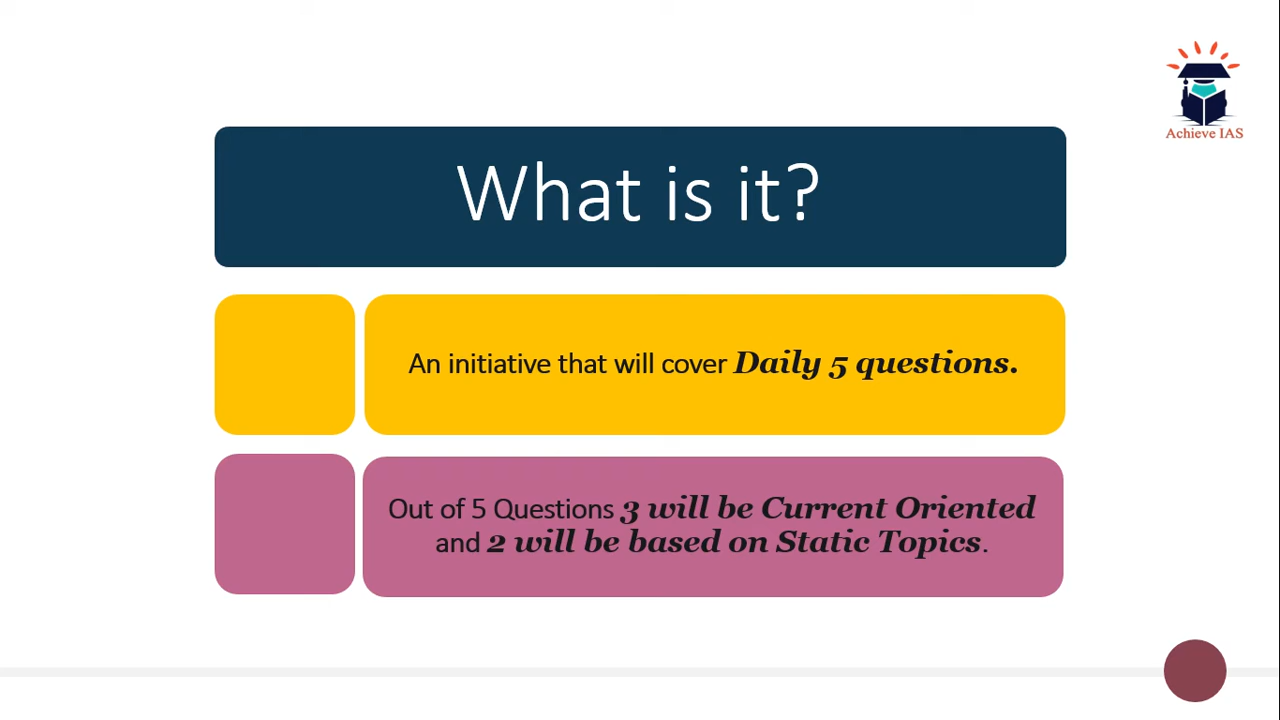 Achieve IAS
What is it?
An initiative that will cover Daily 5 questions.
Out of 5 Questions 3 will be Current Oriented
and 2 will be based on Static Topics.